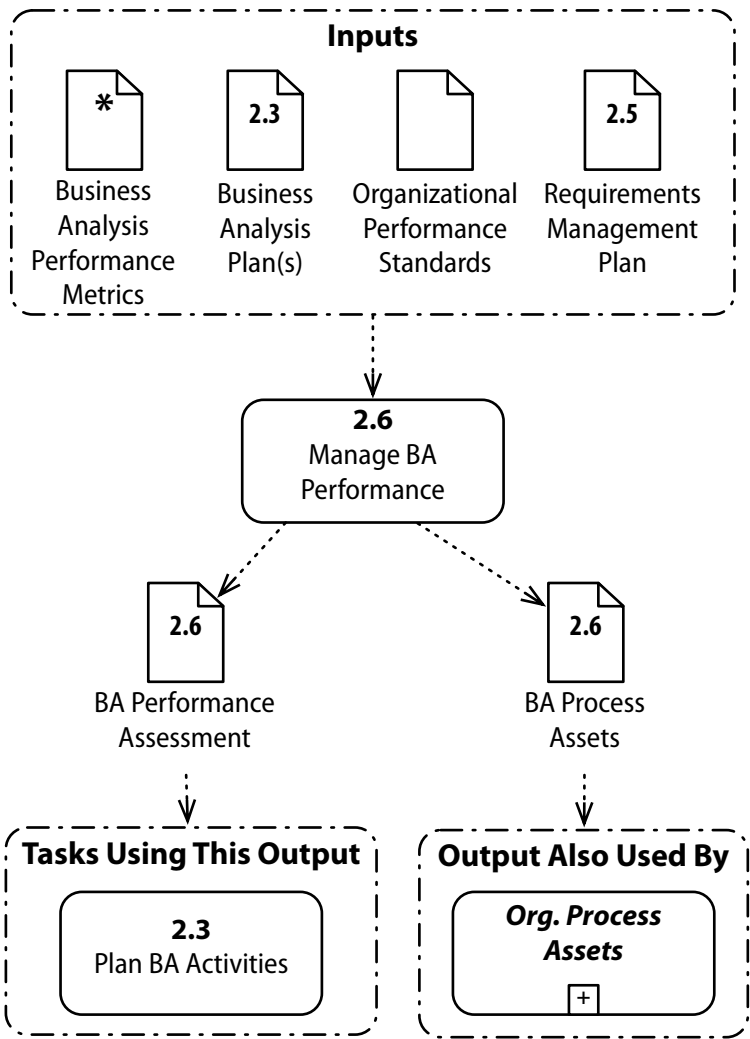 Inputs
*
2.3
2.5
Business
Analysis
Performance
Metrics
Business
Analysis
Plan(s)
Organizational
Performance
Standards
Requirements
Management
Plan
2.6
Manage BA
Performance
2.6
BA Performance
Assessment
2.6
BA Process
Assets
Tasks Using This Output
2.3
Plan BA Activities
Output Also Used By
Org. Process
Assets
+